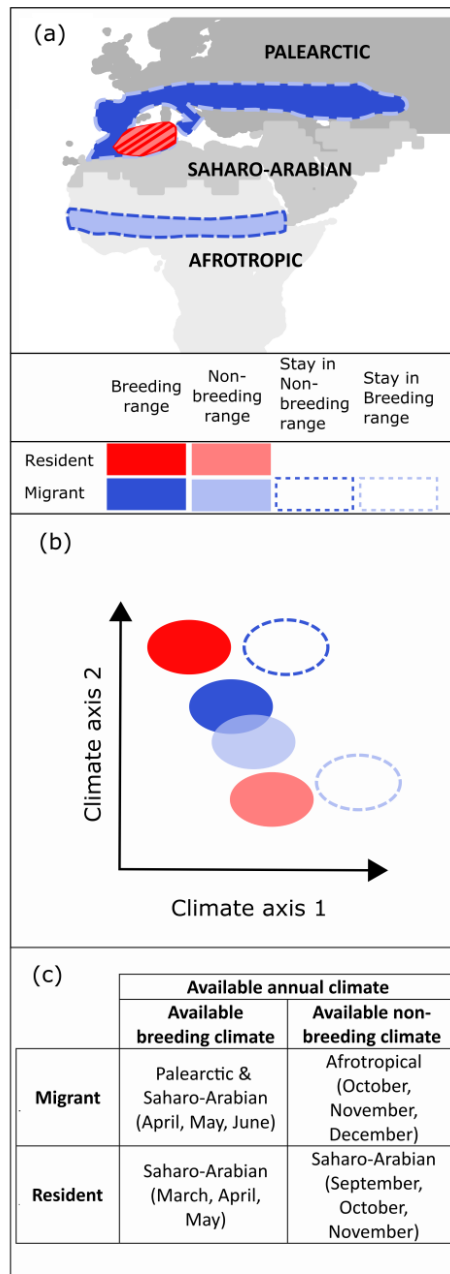 (a)
PALEARCTIC
SAHARO-ARABIAN
AFROTROPIC
Breeding
range
Non-
breeding
range
Stay in
Non-
breeding
range
Stay in
Breeding
range
Resident
Migrant
(b)
Climate axis 2
Climate axis 1
(c)
Available annual climate
Available
breeding climate
Available non-
breeding climate
Migrant
Palearctic &
Saharo-Arabian
(April, May, June)
Afrotropical
(October,
November,
December)
Resident
Saharo-Arabian
(March, April,
May)
Saharo-Arabian
(September,
October,
November)